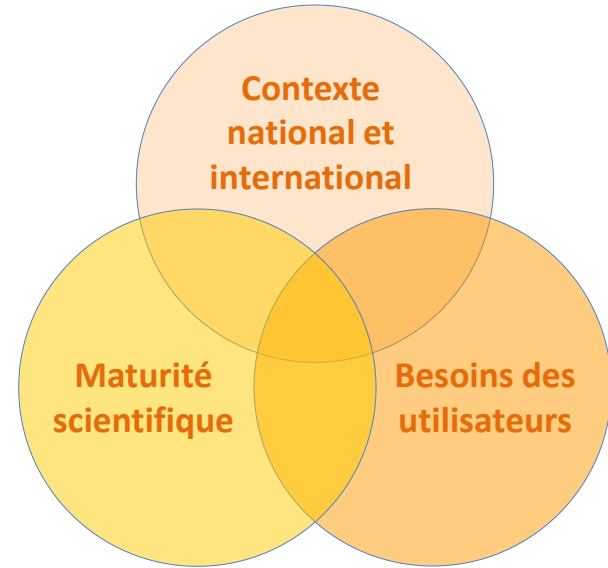 Contexte
national et
international
Maturité
scientifique
Besoins des
utilisateurs